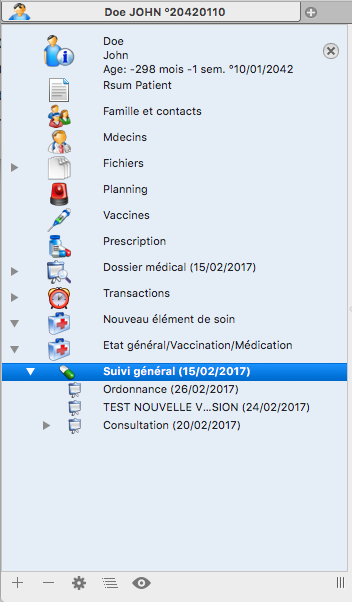 Doe JOHN °20420110
Doe
John
Age: -298 mois -1 sem. °10/01/2042
Rsum Patient
Famille et contacts
Mdecins
Fichiers
Planning
Vaccines
Prescription
Dossier médical (15/02/2017)
Transactions
Nouveau élément de soin
Etat général/Vaccination/Médication
Suivi général (15/02/2017)
Ordonnance (26/02/2017)
TEST NOUVELLE V...SION (24/02/2017)
Consultation (20/02/2017)